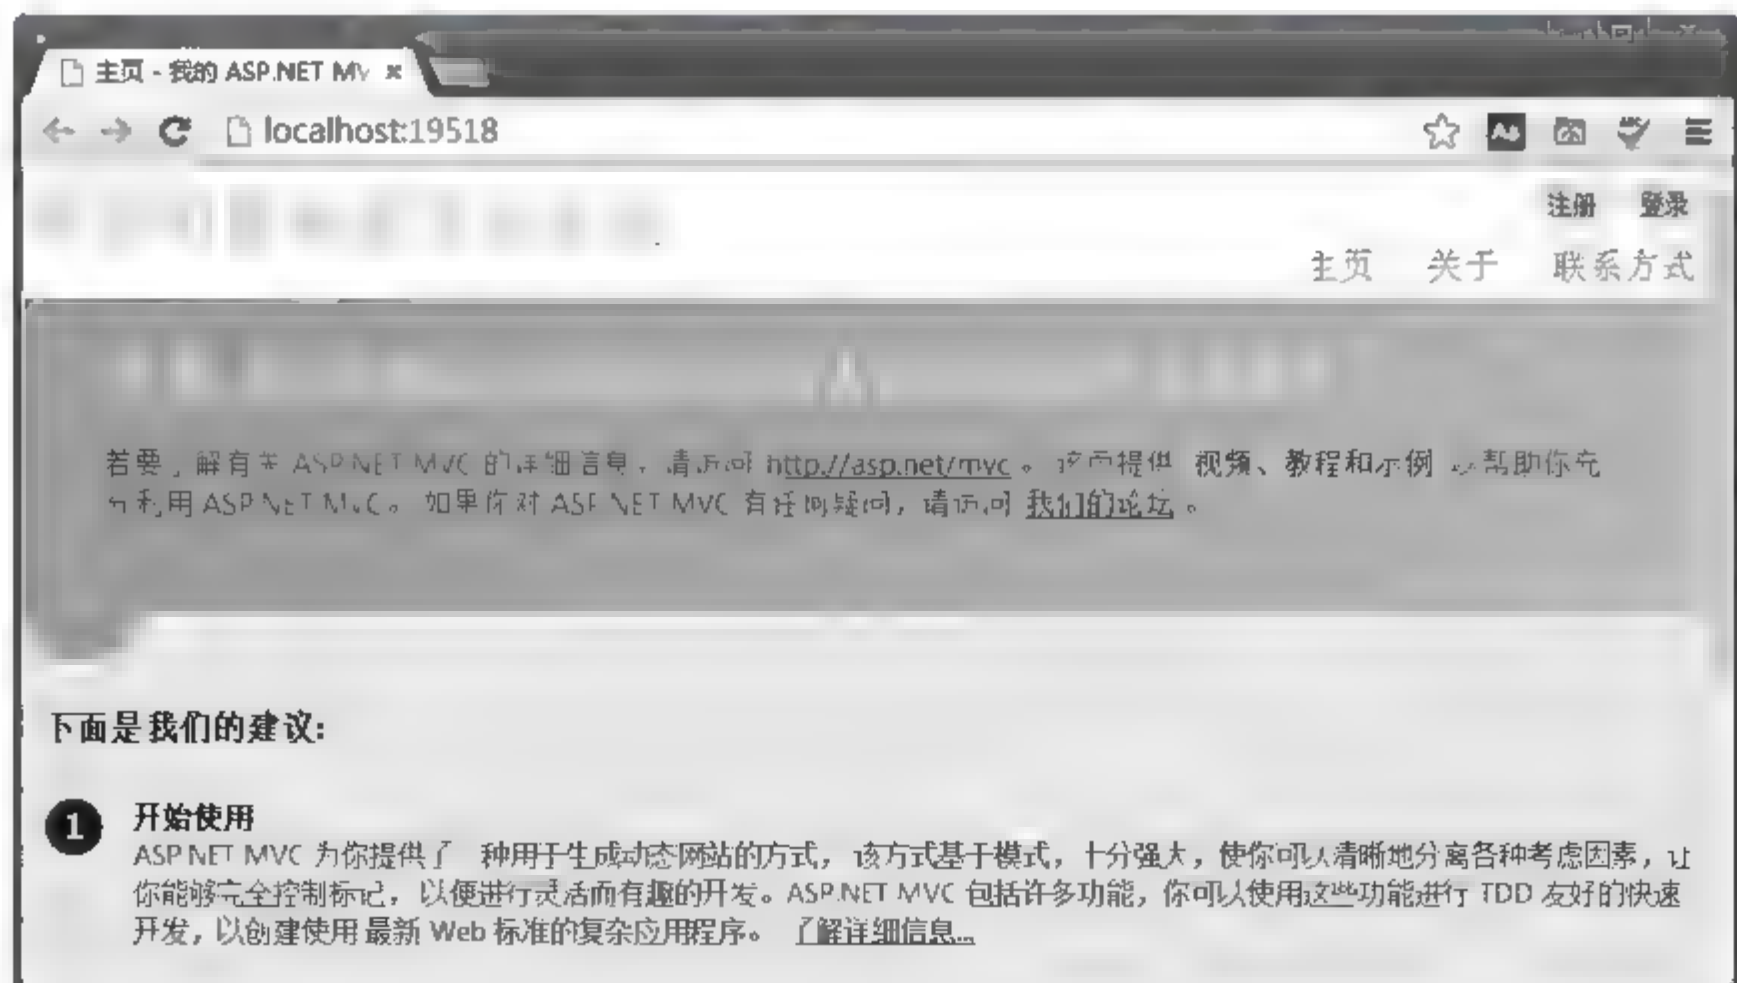 主页 - 我的 ASP.NET MV
localhost:19518
注册 登录
主页 关于 联系方式
若要了解有关 ASP.NET MVC 的详细信息，请访问 http://asp.net/mvc。该页面提供 视频、教程和示例 以帮助你充
分利用 ASP.NET MVC。如果你对 ASP.NET MVC 有任何疑问，请访问 我们的论坛。
下面是我们的建议:
1 开始使用
ASP.NET MVC 为你提供了一种用于生成动态网站的方式，该方式基于模式，十分强大，使你可以清晰地分离各种考虑因素，让
你能够完全控制标记，以便进行灵活而有趣的开发。ASP.NET MVC 包括许多功能，你可以使用这些功能进行 TDD 友好的快速
开发，以创建使用最新 Web 标准的复杂应用程序。 了解详细信息...